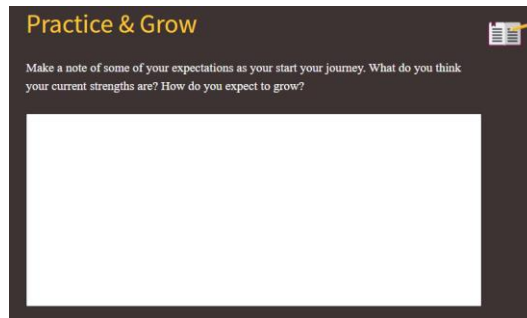 Practice & Grow
Make a note of some of your expectations as your start your journey. What do you think
your current strengths are? How do you expect to grow?